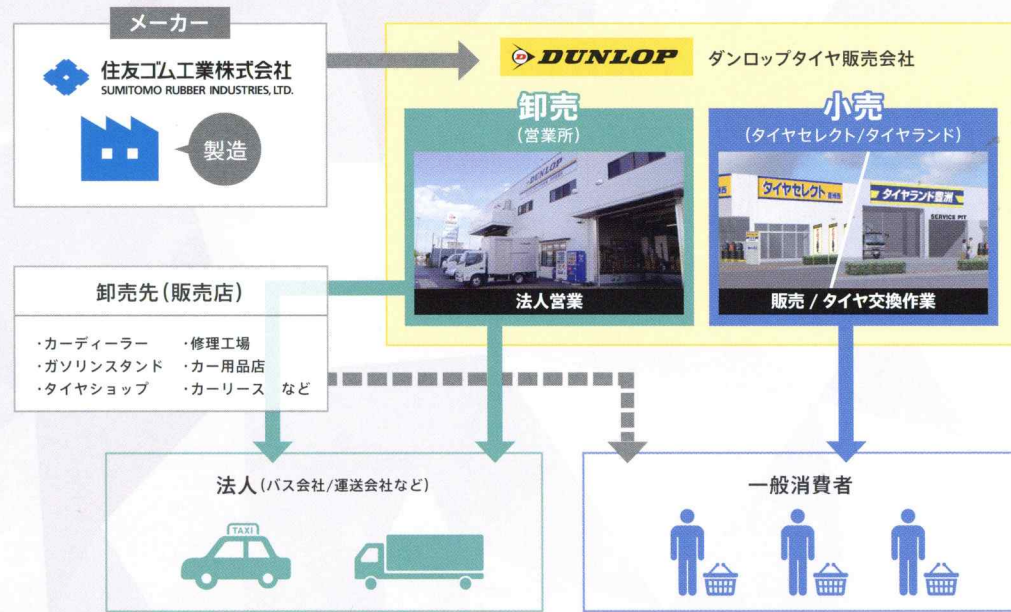 メーカー
住友ゴム工業株式会社
SUMITOMO RUBBER INDUSTRIES, LTD.
製造
DUNLOP
ダンロップタイヤ販売会社
卸売
(営業所)
DUNLOP
法人営業
小売
(タイヤセレクト/タイヤランド)
タイヤセレクト
タイヤランド豊洲
SERVICE PIT
販売 / タイヤ交換作業
卸売先(販売店)
・カーディーラー ・修理工場
・ガソリンスタンド ・カー用品店
・タイヤショップ ・カーリース など
法人(バス会社/運送会社など)
TAXI
一般消費者